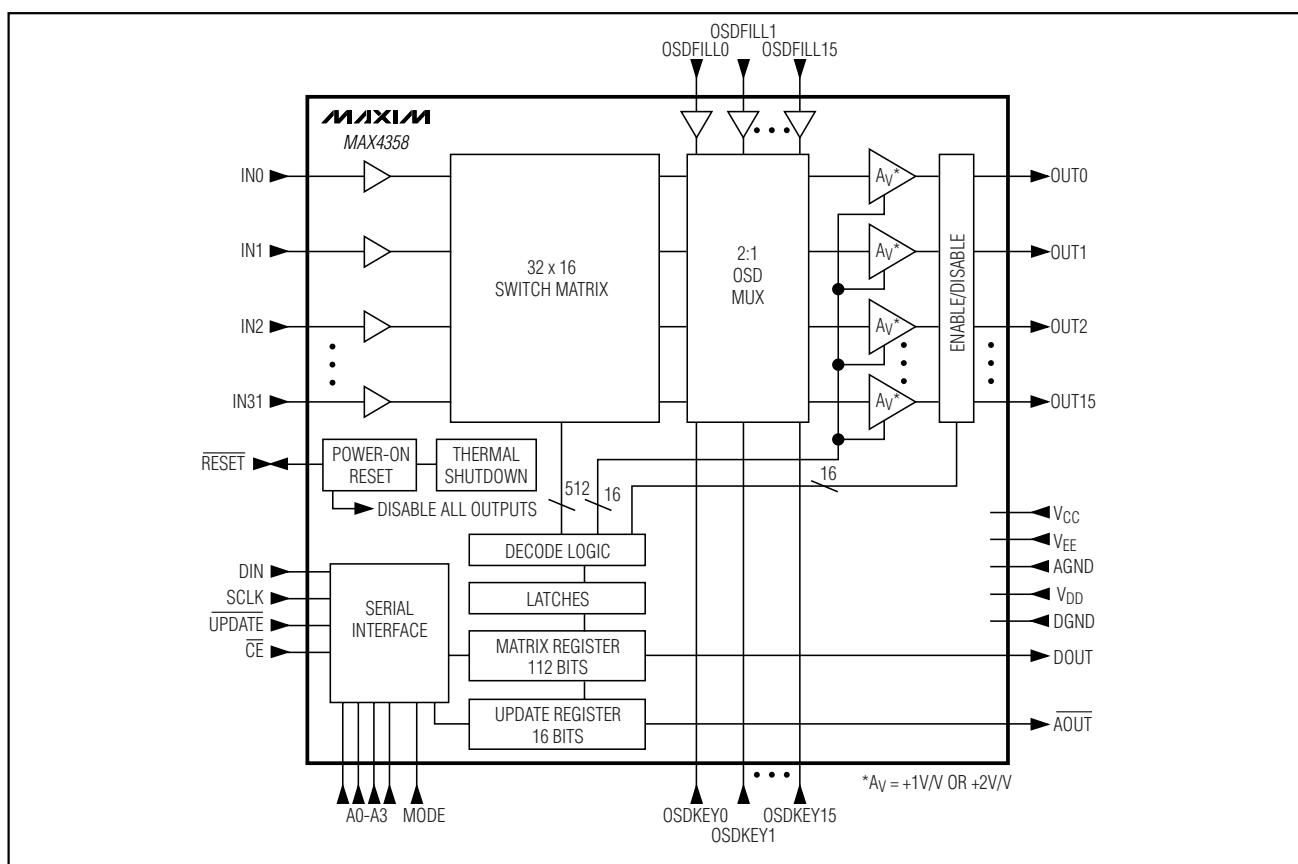 OSDFILL1
OSDFILL0 OSDFILL15
MAXIM
MAX4358
IN0
IN1
IN2
IN31
32 x 16
SWITCH MATRIX
2:1
OSD
MUX
AV*
AV*
AV*
AV*
ENABLE/DISABLE
OUT0
OUT1
OUT2
OUT15
RESET
POWER-ON
RESET
THERMAL
SHUTDOWN
DISABLE ALL OUTPUTS
512
16
16
DECODE LOGIC
LATCHES
MATRIX REGISTER
112 BITS
UPDATE REGISTER
16 BITS
DIN
SCLK
UPDATE
CE
SERIAL
INTERFACE
VCC
VEE
AGND
VDD
DGND
DOUT
AOUT
A0-A3 MODE
OSDKEY0 OSDKEY15
OSDKEY1
*AV = +1V/V OR +2V/V